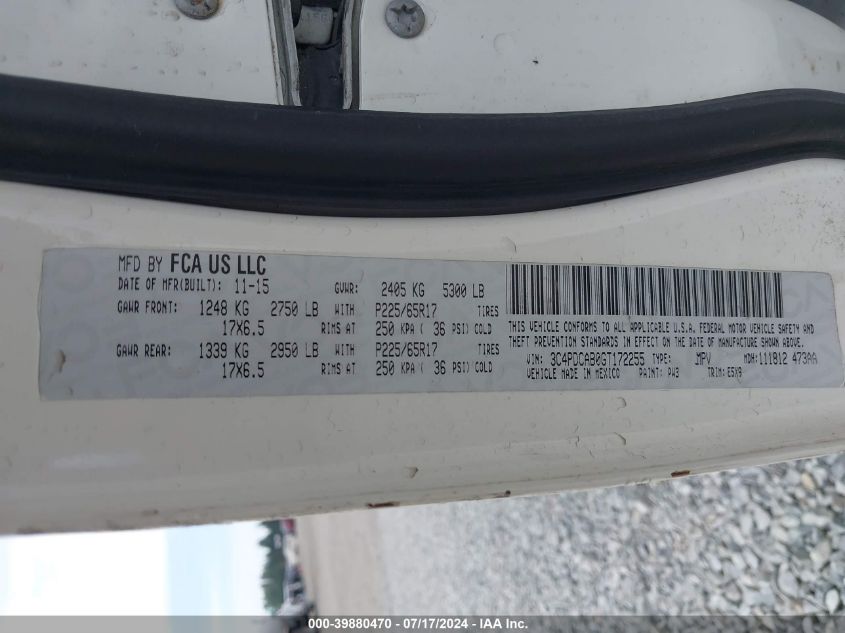 MFD BY FCA US LLC
DATE OF MFR(BUILT): 11-15 GVWR: 2405 KG 5300 LB
GAWR FRONT: 1248 KG 2750 LB WITH P225/65R17 TIRES
17X6.5 RIMS AT 250 KPA ( 36 PSI) COLD
GAWR REAR: 1339 KG 2950 LB WITH P225/65R17 TIRES
17X6.5 RIMS AT 250 KPA ( 36 PSI) COLD
THIS VEHICLE CONFORMS TO ALL APPLICABLE U.S.A. FEDERAL MOTOR VEHICLE SAFETY AND
THEFT PREVENTION STANDARDS IN EFFECT ON THE DATE OF MANUFACTURE SHOWN ABOVE.
VIN: 3C4PDCAB0GT172255 TYPE: MPV MDH: 111812 473AA
VEHICLE MADE IN MEXICO PAINT: PW3 TRIM: E5X9
000-39880470 - 07/17/2024 - IAA Inc.